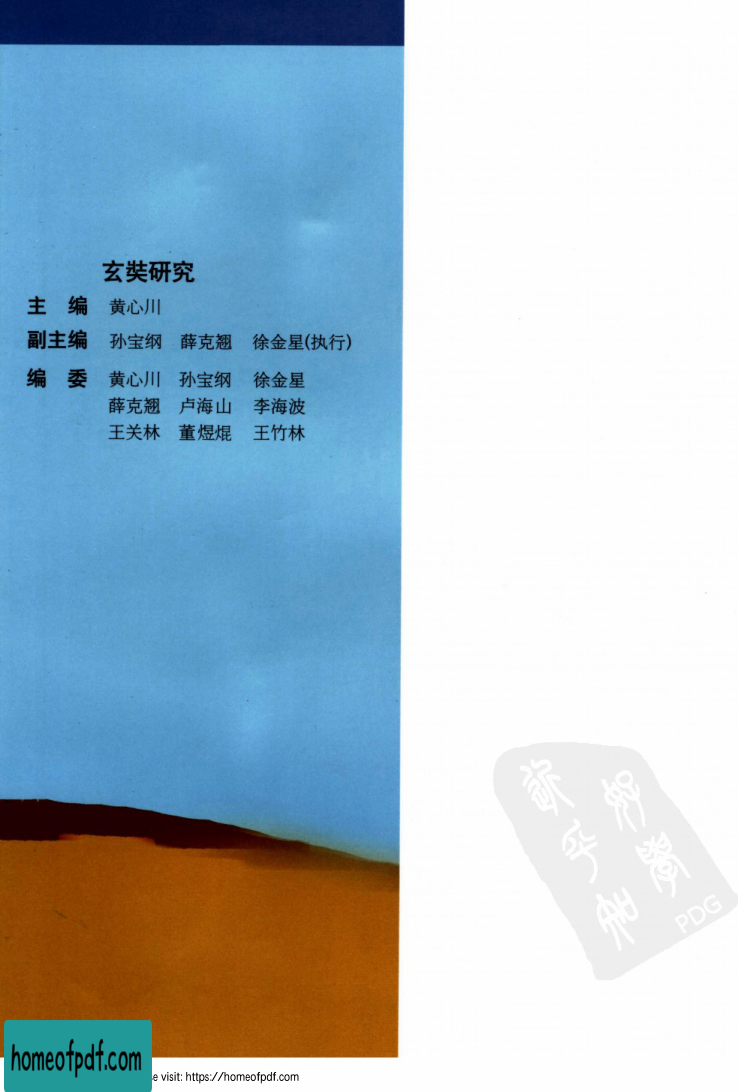 玄奘研究
主 编 黄心川
副主编 孙宝纲 薛克翘 徐金星(执行)
编 委 黄心川 孙宝纲 徐金星
薛克翘 卢海山 李海波
王关林 董煜焜 王竹林
PDG
homeofpdf.com
e visit: https://homeofpdf.com